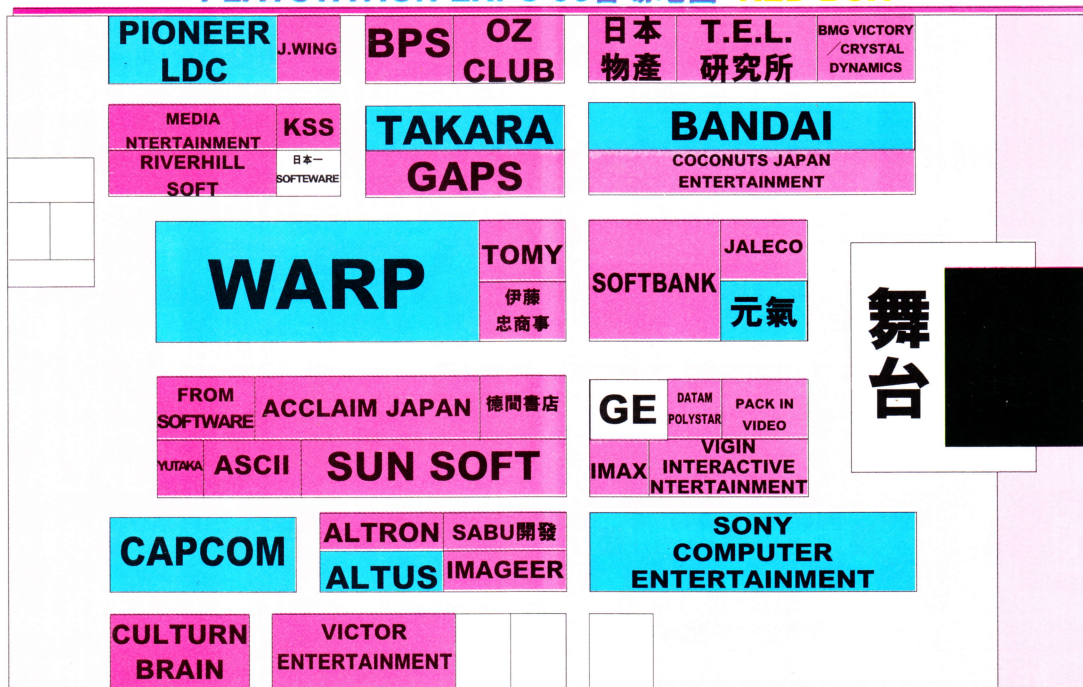 PIONEER
LDC
J.WING
BPS
OZ
CLUB
日本
物產
T.E.L.
研究所
BMG VICTORY
／CRYSTAL
DYNAMICS
MEDIA
NTERTAINMENT
KSS
RIVERHILL
SOFT
日本一
SOFTEWARE
TAKARA
GAPS
BANDAI
COCONUTS JAPAN
ENTERTAINMENT
WARP
TOMY
伊藤
忠商事
SOFTBANK
JALECO
元氣
舞台
FROM
SOFTWARE
ACCLAIM JAPAN
德間書店
GE
DATAM
POLYSTAR
PACK IN
VIDEO
YUTAKA
ASCII
SUN SOFT
IMAX
VIGIN
INTERACTIVE
NTERTAINMENT
CAPCOM
ALTRON
SABU開發
ALTUS
IMAGEER
SONY
COMPUTER
ENTERTAINMENT
CULTURN
BRAIN
VICTOR
ENTERTAINMENT